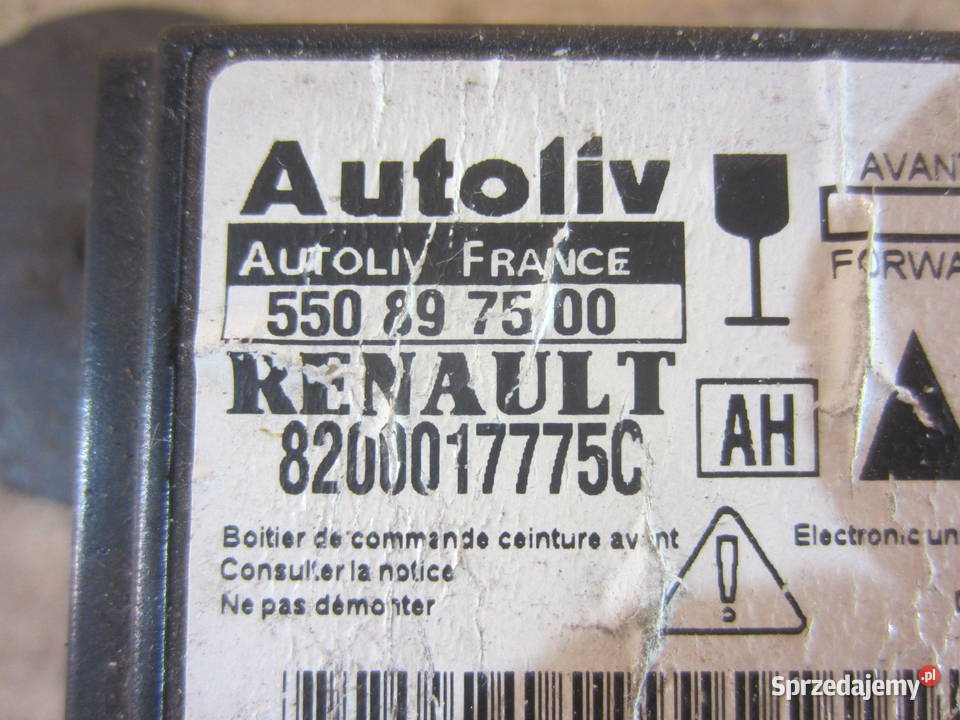 Autoliv
AUTOLIV FRANCE
550 89 75 00
RENAULT
8200017775C
AH
AVANT
FORWA
Boitier de commande ceinture avant
Consulter la notice
Ne pas démonter
Electronic un
Sprzedajemy.pl